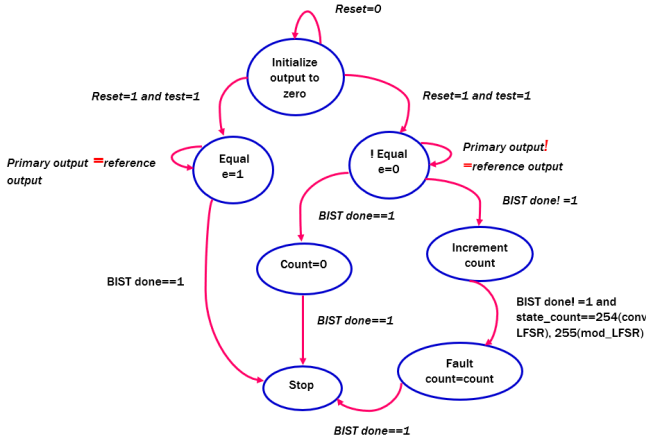 Reset=0
Initialize
output to
zero
Reset=1 and test=1
Reset=1 and test=1
Primary output =reference
output
Equal
e=1
! Equal
e=0
Primary output!
=reference output
BIST done==1
BIST done! =1
Count=0
Increment
count
BIST done==1
BIST done==1
BIST done! =1 and
state_count==254(conv
LFSR), 255(mod_LFSR)
Stop
Fault
count=count
BIST done==1